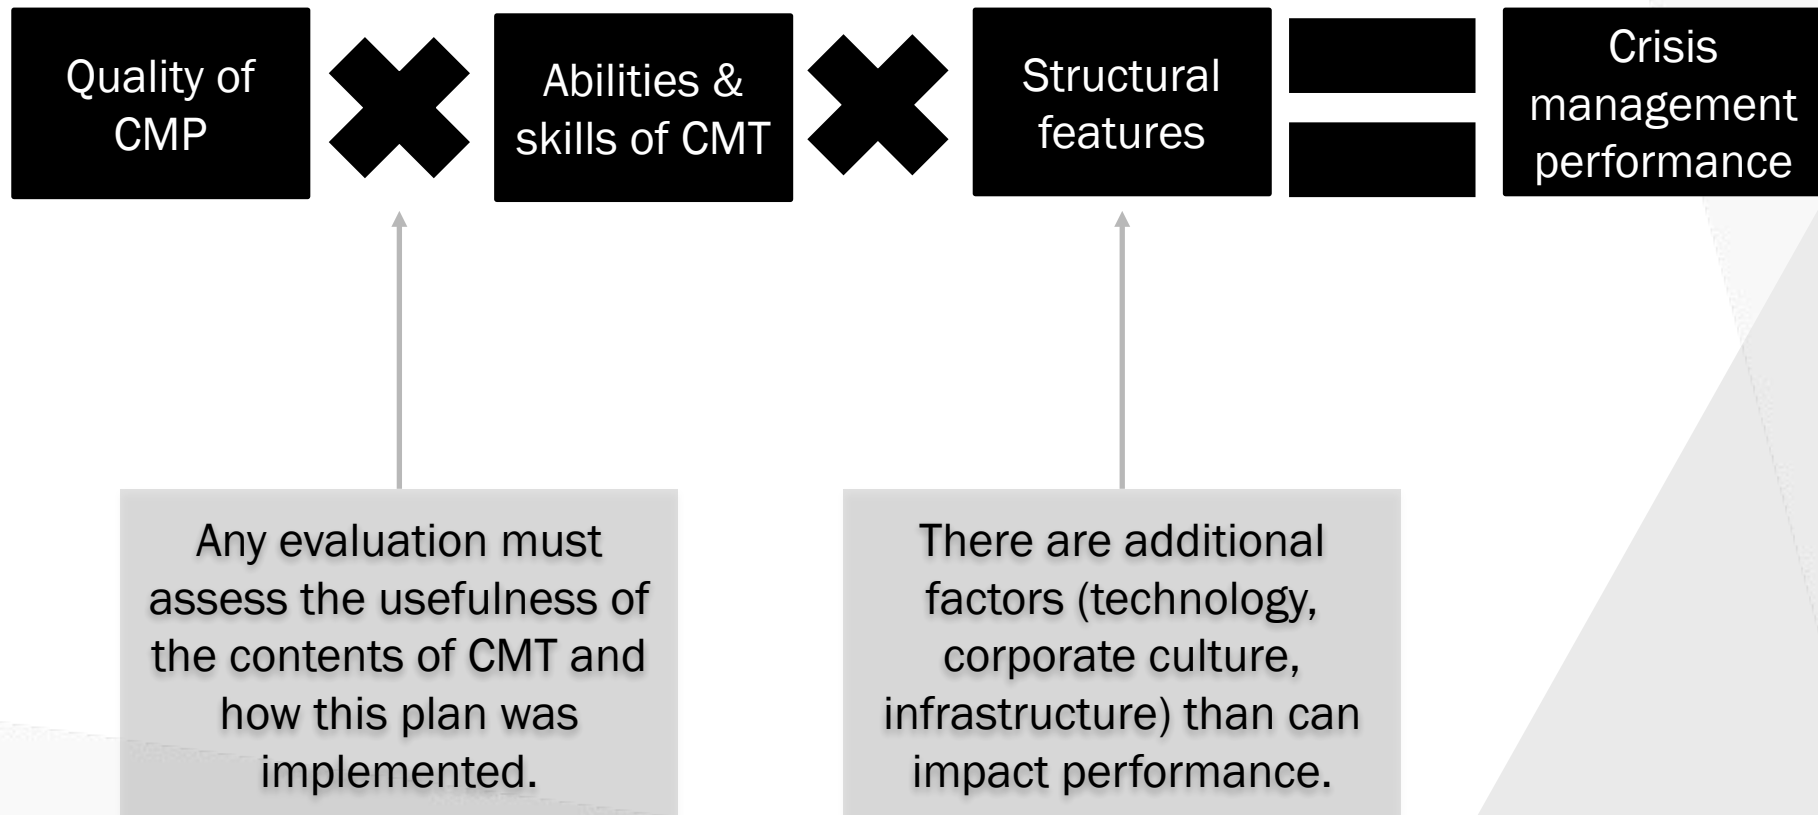 Quality of
CMP
Abilities &
skills of CMT
Structural
features
Crisis
management
performance
Any evaluation must
assess the usefulness of
the contents of CMT and
how this plan was
implemented.
There are additional
factors (technology,
corporate culture,
infrastructure) than can
impact performance.